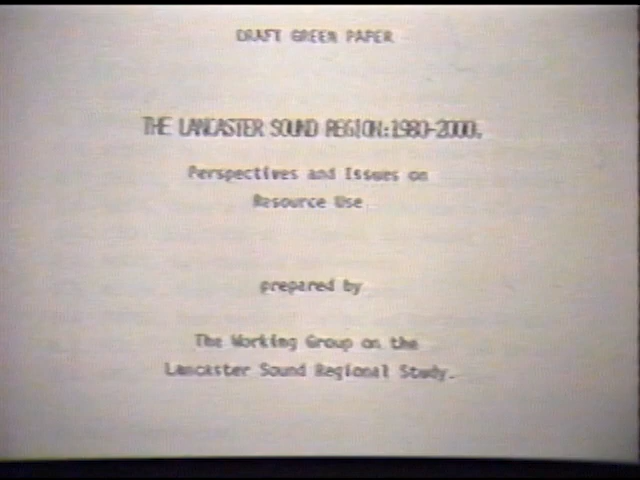 DRAFT GREEN PAPER
THE LANCASTER SOUND REGION:1980-2000.
Perspectives and Issues on
Resource Use
prepared by
The Working Group on the
Lancaster Sound Regional Study.